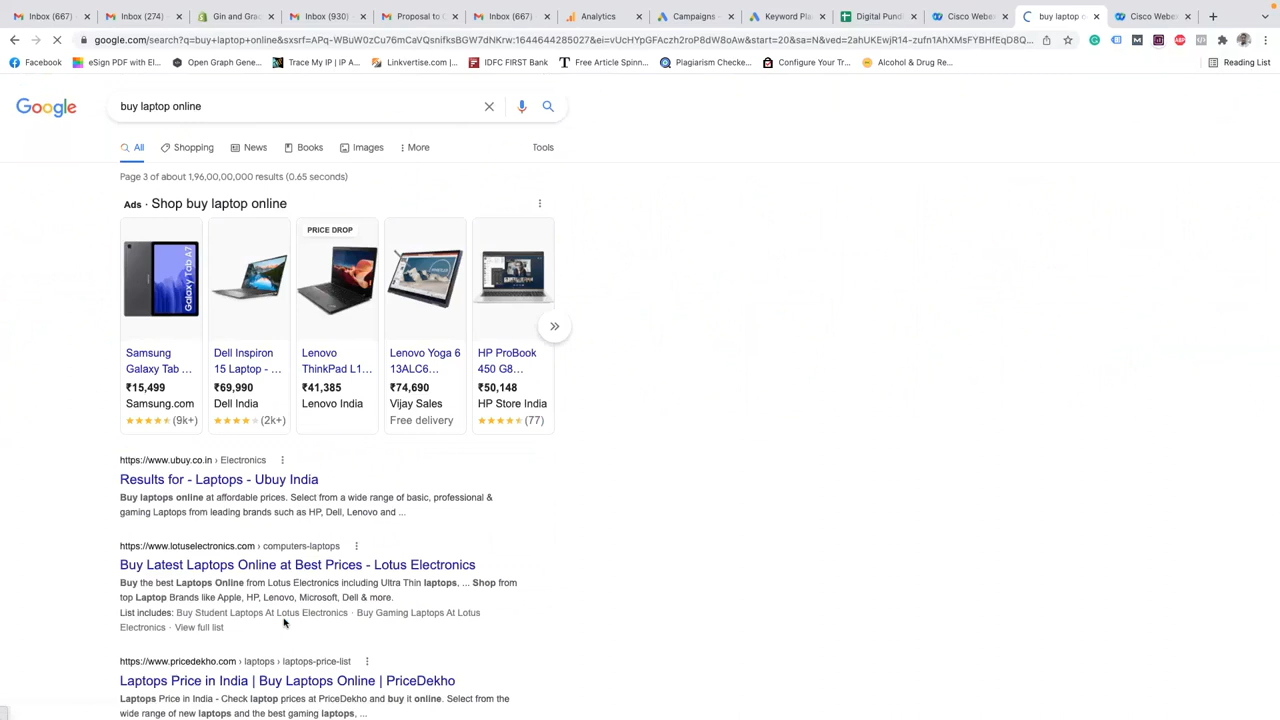 Inbox (667)
Inbox (274) -
Gin and Grac
Inbox (930)
Proposal to C
Inbox (667)
Analytics
Campaigns -
Keyword Pla
Digital Pund
Cisco Webex
buy laptop o
Cisco Webex
google.com/search?q=buy+laptop+online&sxsrf=APq-WBuW0zCu76mCaVQsnifksBGW7dNKrw:1644644285027&ei=vUcHYpGFAczh2roP8dW8oAw&start=20&sa=N&ved=2ahUKEwjR14-zufn1AhXMsFYBHfEqD8Q...
Facebook
eSign PDF with El...
Open Graph Gene...
Trace My IP | IP A...
Linkvertise.com |...
IDFC FIRST Bank
Free Article Spinn...
Plagiarism Checke...
Configure Your Tr...
Alcohol & Drug Re...
Reading List
Google
buy laptop online
All
Shopping
News
Books
Images
More
Tools
Page 3 of about 1,96,00,00,000 results (0.65 seconds)
Ads · Shop buy laptop online
PRICE DROP
Galaxy Tab A7
Samsung Galaxy Tab ...
₹15,499
Samsung.com
(9k+)
Dell Inspiron 15 Laptop - ...
₹69,990
Dell India
(2k+)
Lenovo ThinkPad L1...
₹41,385
Lenovo India
Lenovo Yoga 6 13ALC6...
₹74,690
Vijay Sales
Free delivery
HP ProBook 450 G8...
₹50,148
HP Store India
(77)
https://www.ubuy.co.in › Electronics
Results for - Laptops - Ubuy India
Buy laptops online at affordable prices. Select from a wide range of basic, professional &
gaming Laptops from leading brands such as HP, Dell, Lenovo and ...
https://www.lotuselectronics.com › computers-laptops
Buy Latest Laptops Online at Best Prices - Lotus Electronics
Buy the best Laptops Online from Lotus Electronics including Ultra Thin laptops, ... Shop from
top Laptop Brands like Apple, HP, Lenovo, Microsoft, Dell & more.
List includes: Buy Student Laptops At Lotus Electronics · Buy Gaming Laptops At Lotus
Electronics · View full list
https://www.pricedekho.com › laptops › laptops-price-list
Laptops Price in India | Buy Laptops Online | PriceDekho
Laptops Price in India - Check laptop prices at PriceDekho and buy it online. Select from the
wide range of new laptops and the best gaming laptops, ...